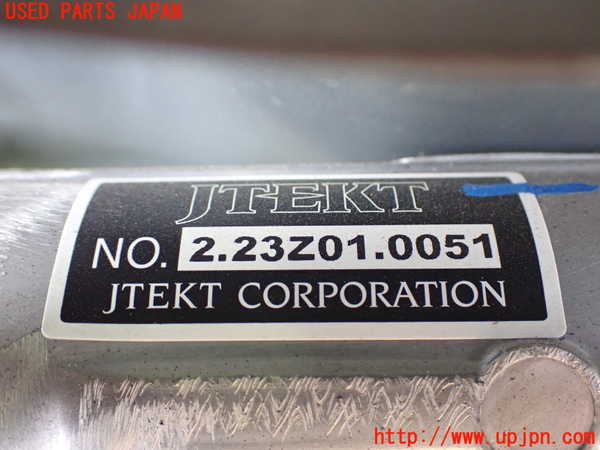 USED PARTS JAPAN
JTEKT
NO. 2.23Z01.0051
JTEKT CORPORATION
http://www.upjpn.com